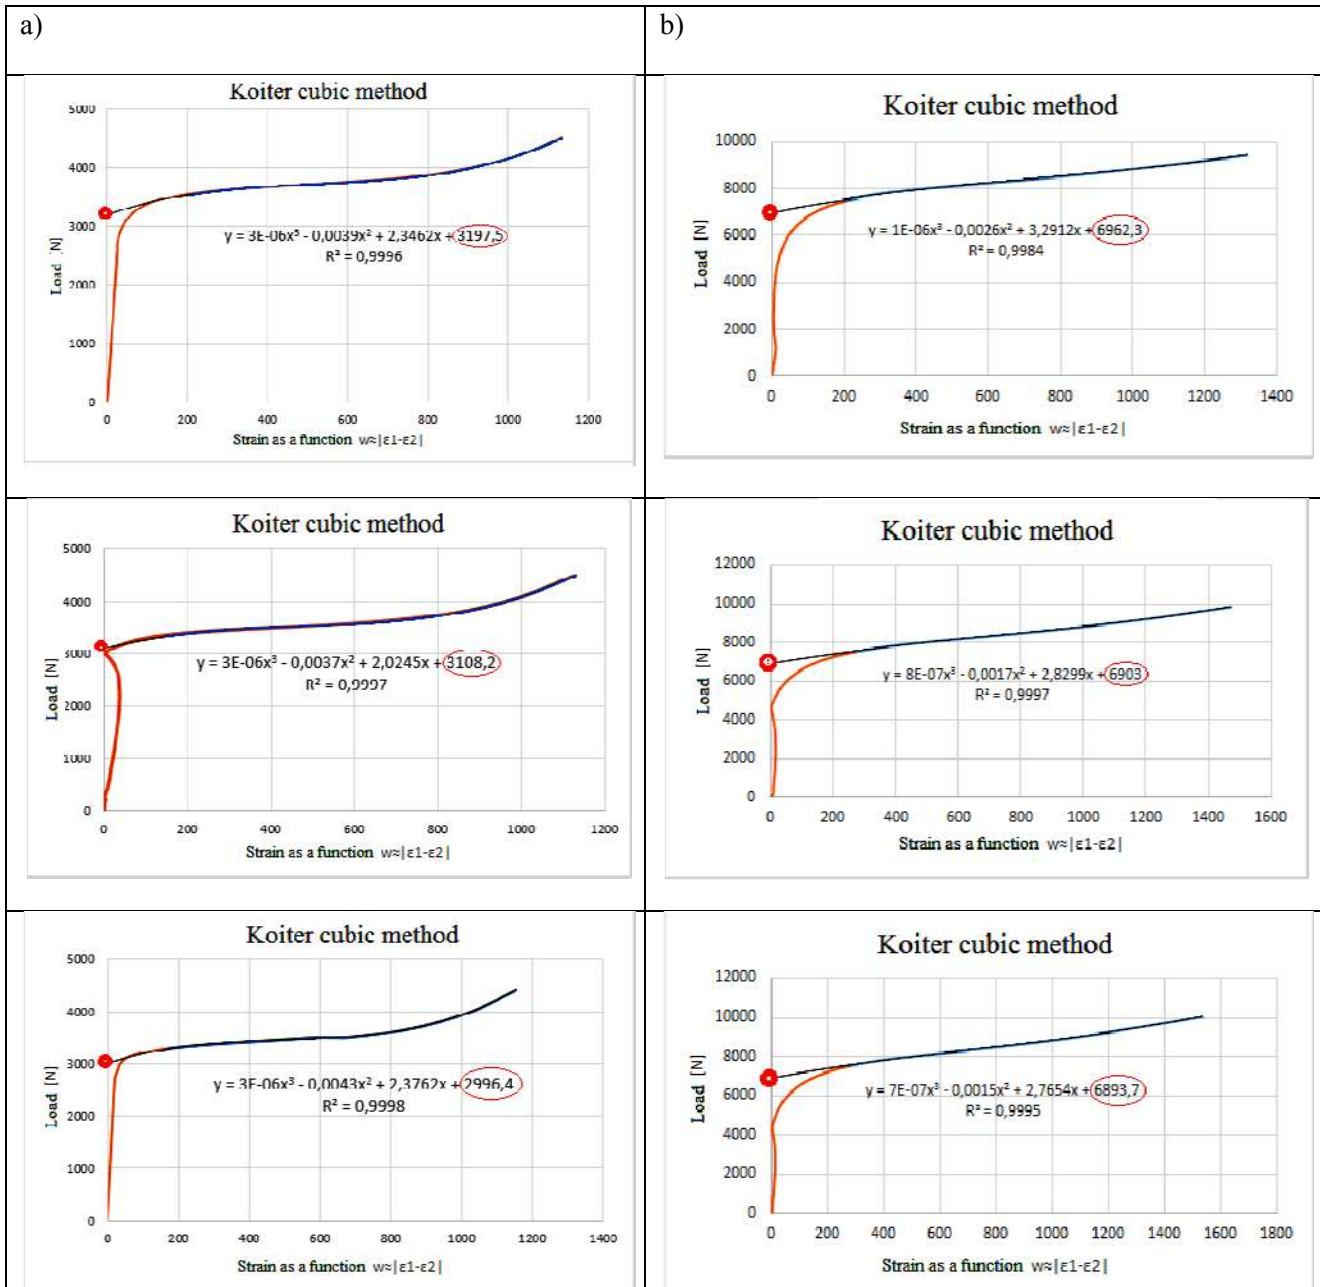 a)
b)
Koiter cubic method
5000
4000
3000
2000
1000
0
Load [N]
y = 3E-06x³ - 0,0039x² + 2,3462x + 3197,5
R² = 0,9996
0 200 400 600 800 1000 1200
Strain as a function w≈|ε1-ε2|
Koiter cubic method
10000
8000
6000
4000
2000
0
Load [N]
y = 1E-06x³ - 0,0026x² + 3,2912x + 6962,3
R² = 0,9984
0 200 400 600 800 1000 1200 1400
Strain as a function w≈|ε1-ε2|
Koiter cubic method
5000
4000
3000
2000
1000
0
Load [N]
y = 3E-06x³ - 0,0037x² + 2,0245x + 3108,2
R² = 0,9997
0 200 400 600 800 1000 1200
Strain as a function w≈|ε1-ε2|
Koiter cubic method
12000
10000
8000
6000
4000
2000
0
Load [N]
y = 8E-07x³ - 0,0017x² + 2,8299x + 6903
R² = 0,9997
0 200 400 600 800 1000 1200 1400 1600
Strain as a function w≈|ε1-ε2|
Koiter cubic method
5000
4000
3000
2000
1000
0
Load [N]
y = 3E-06x³ - 0,0043x² + 2,3762x + 2996,4
R² = 0,9998
0 200 400 600 800 1000 1200 1400
Strain as a function w≈|ε1-ε2|
Koiter cubic method
12000
10000
8000
6000
4000
2000
0
Load [N]
y = 7E-07x³ - 0,0015x² + 2,7654x + 6893,7
R² = 0,9995
0 200 400 600 800 1000 1200 1400 1600 1800
Strain as a function w≈|ε1-ε2|